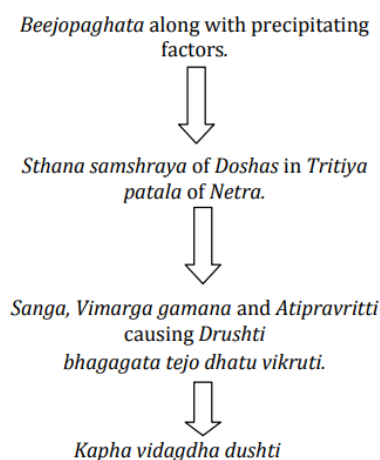 Beejopaghata along with precipitating
factors.
Sthana samshraya of Doshas in Tritiya
patala of Netra.
Sanga, Vimarga gamana and Atipravritti
causing Drushti
bhagagata tejo dhatu vikruti.
Kapha vidagdha dushti